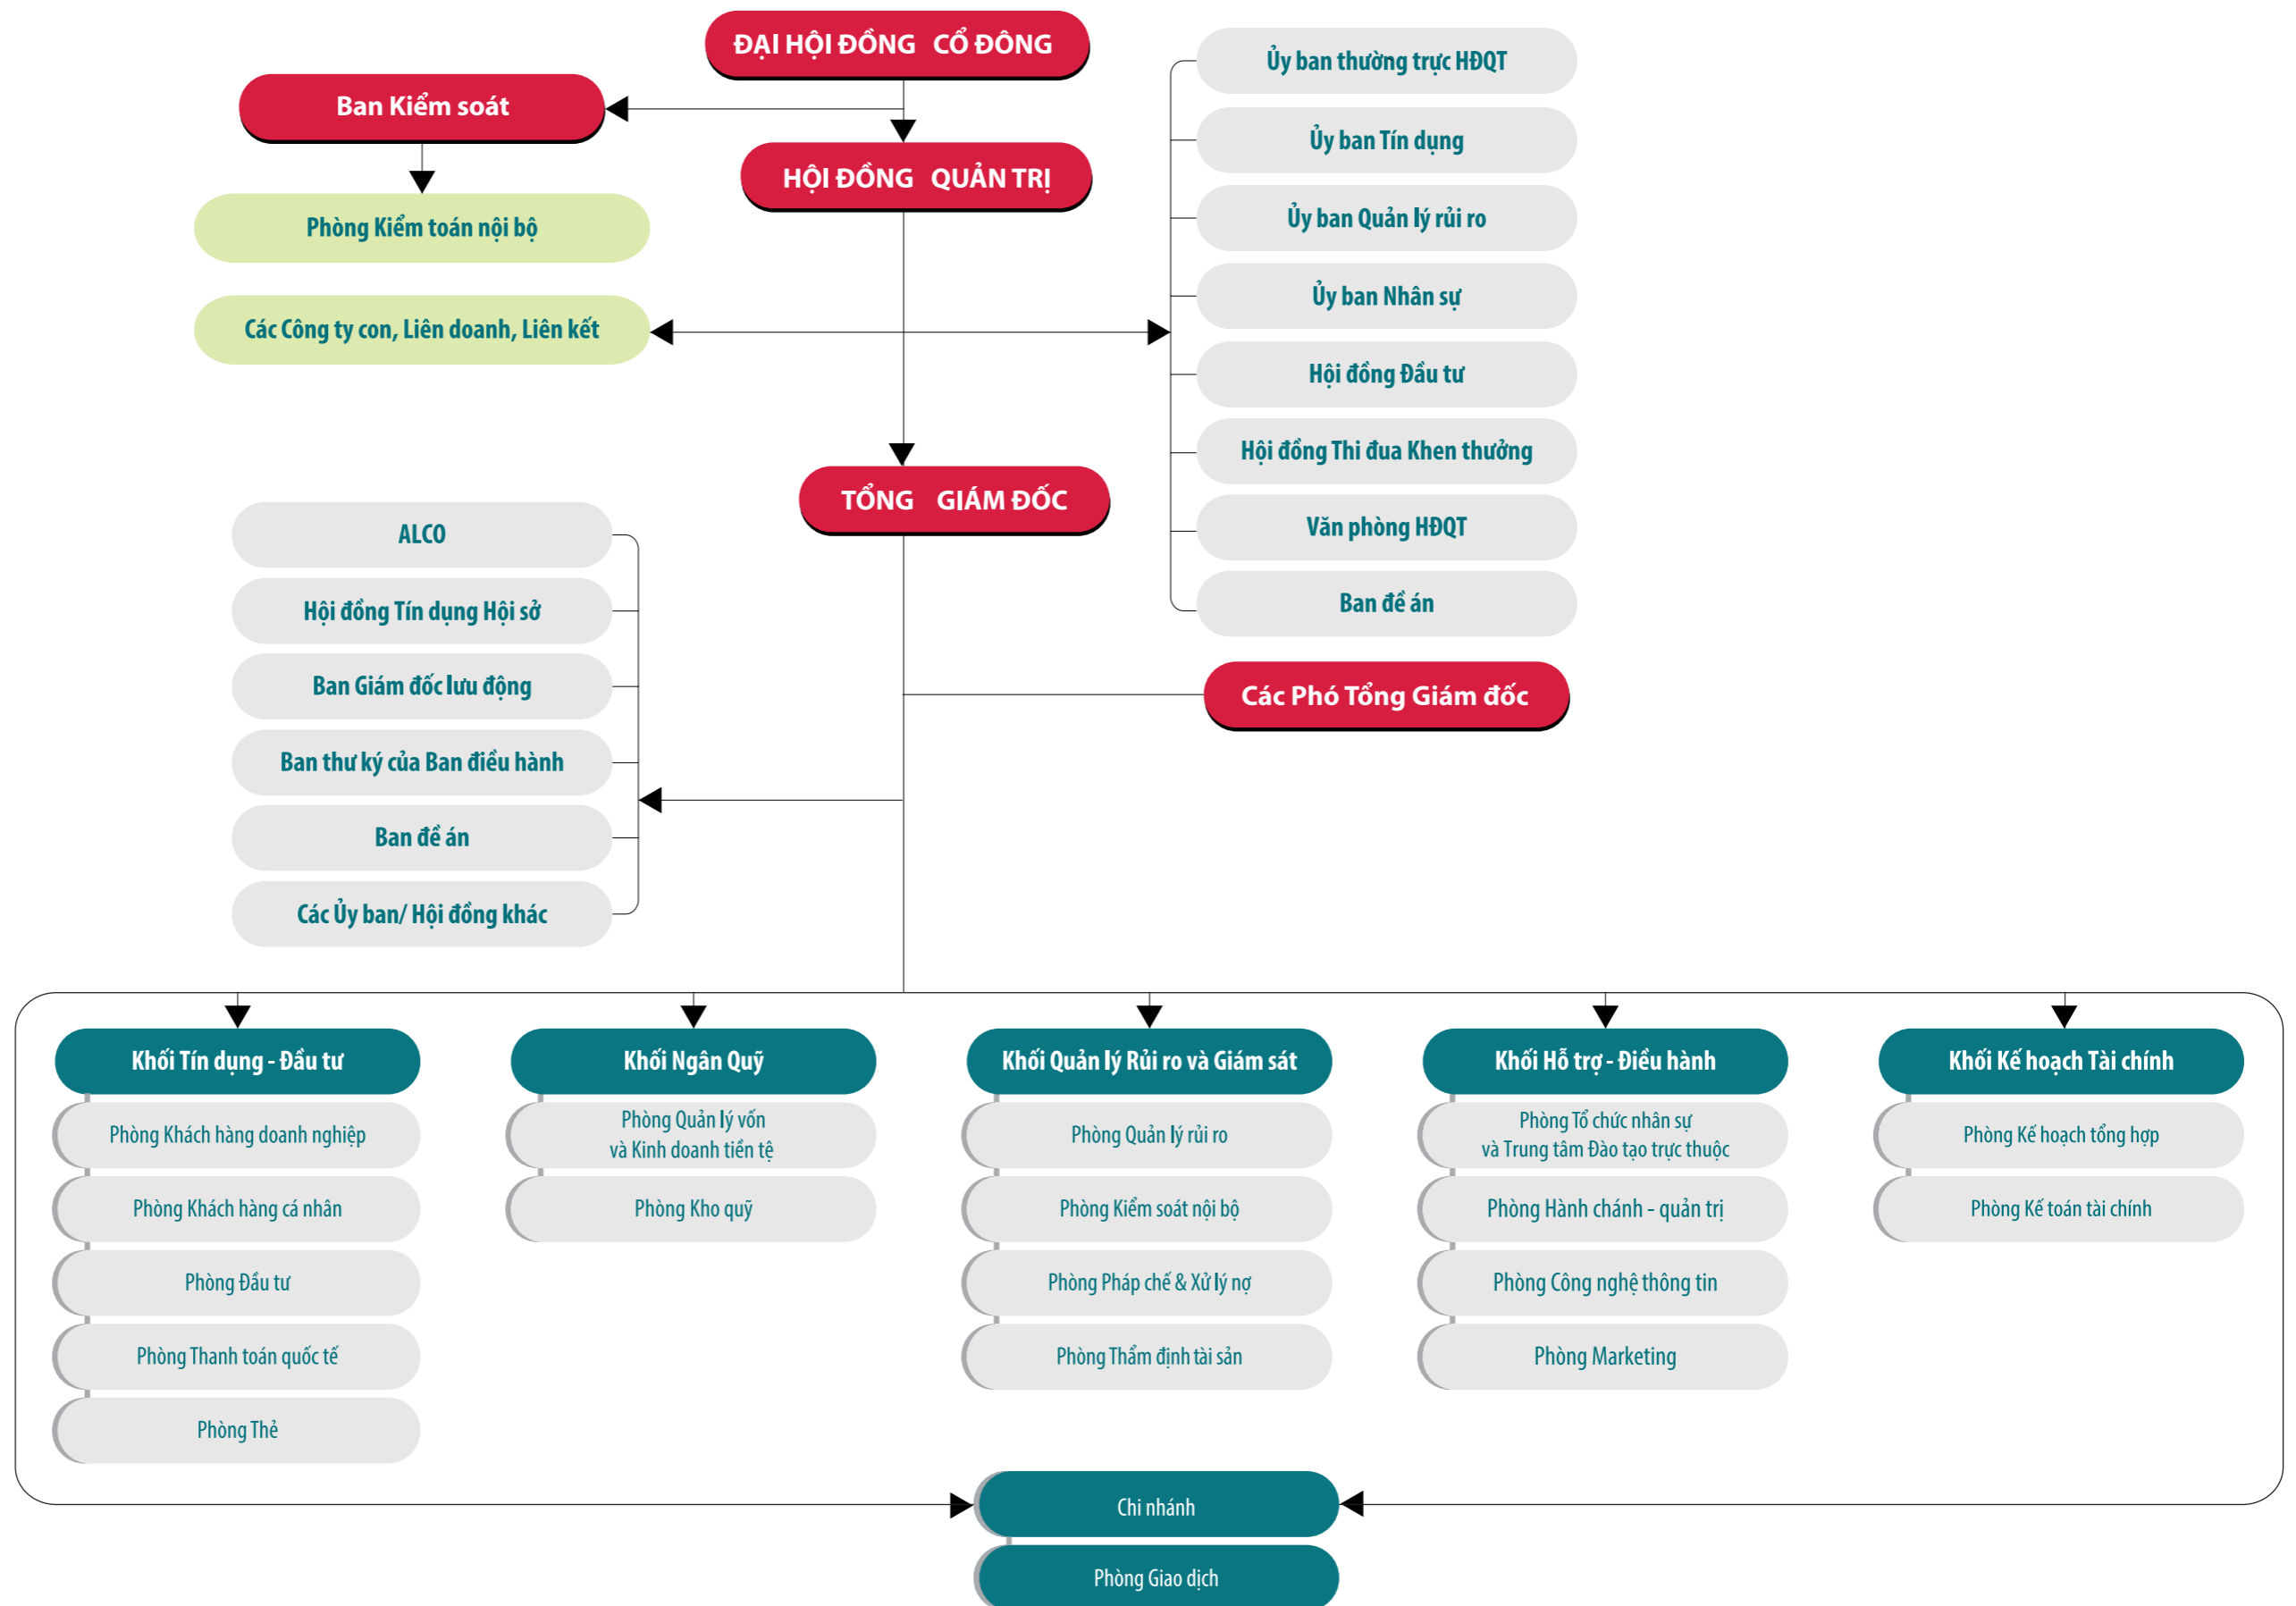 ĐẠI HỘI ĐỒNG CỔ ĐÔNG
Ban Kiểm soát
HỘI ĐỒNG QUẢN TRỊ
Phòng Kiểm toán nội bộ
Các Công ty con, Liên doanh, Liên kết
Ủy ban thường trực HĐQT
Ủy ban Tín dụng
Ủy ban Quản lý rủi ro
Ủy ban Nhân sự
Hội đồng Đầu tư
Hội đồng Thi đua Khen thưởng
Văn phòng HĐQT
Ban đề án
TỔNG GIÁM ĐỐC
Các Phó Tổng Giám đốc
ALCO
Hội đồng Tín dụng Hội sở
Ban Giám đốc lưu động
Ban thư ký của Ban điều hành
Ban đề án
Các Ủy ban/ Hội đồng khác
Khối Tín dụng - Đầu tư
Phòng Khách hàng doanh nghiệp
Phòng Khách hàng cá nhân
Phòng Đầu tư
Phòng Thanh toán quốc tế
Phòng Thẻ
Khối Ngân Quỹ
Phòng Quản lý vốn
và Kinh doanh tiền tệ
Phòng Kho quỹ
Khối Quản lý Rủi ro và Giám sát
Phòng Quản lý rủi ro
Phòng Kiểm soát nội bộ
Phòng Pháp chế & Xử lý nợ
Phòng Thẩm định tài sản
Khối Hỗ trợ - Điều hành
Phòng Tổ chức nhân sự
và Trung tâm Đào tạo trực thuộc
Phòng Hành chánh - quản trị
Phòng Công nghệ thông tin
Phòng Marketing
Khối Kế hoạch Tài chính
Phòng Kế hoạch tổng hợp
Phòng Kế toán tài chính
Chi nhánh
Phòng Giao dịch